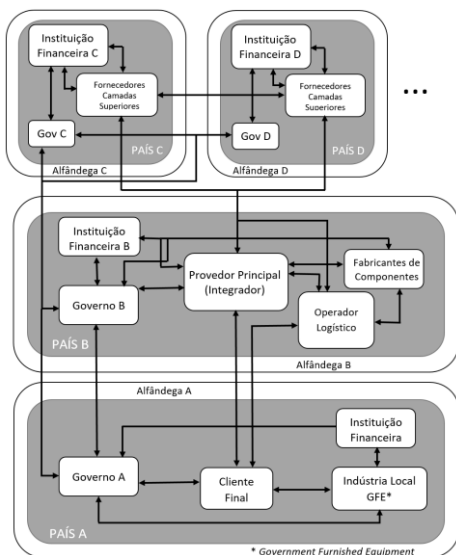 Instituição
Financeira C
Fornecedores
Camadas
Superiores
Gov C
PAÍS C
Alfândega C
Instituição
Financeira D
Fornecedores
Camadas
Superiores
Gov D
PAÍS D
Alfândega D
...
Instituição
Financeira B
Provedor Principal
(Integrador)
Fabricantes de
Componentes
Governo B
Operador
Logístico
PAÍS B
Alfândega B
Alfândega A
Instituição
Financeira
Governo A
Cliente
Final
Indústria Local
GFE*
PAÍS A
* Government Furnished Equipment